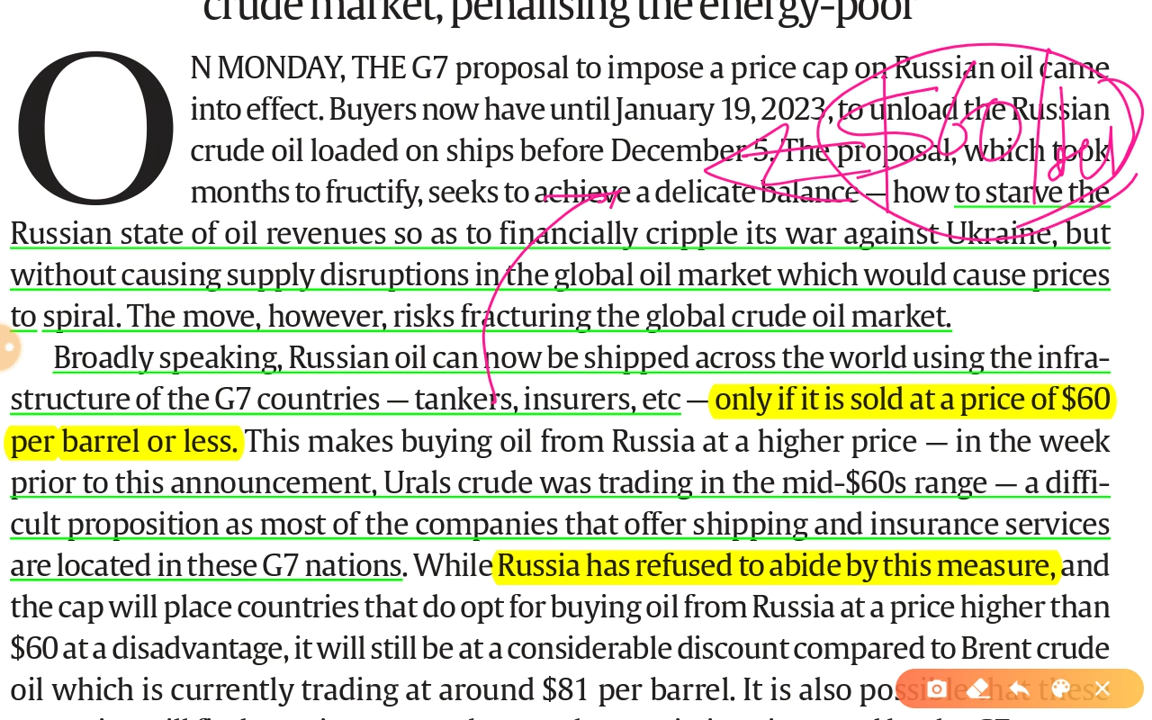 crude market, penalising the energy-poor
ON MONDAY, THE G7 proposal to impose a price cap on Russian oil came
into effect. Buyers now have until January 19, 2023, to unload the Russian
crude oil loaded on ships before December 5. The proposal, which took
months to fructify, seeks to achieve a delicate balance — how to starve the
Russian state of oil revenues so as to financially cripple its war against Ukraine, but
without causing supply disruptions in the global oil market which would cause prices
to spiral. The move, however, risks fracturing the global crude oil market.
Broadly speaking, Russian oil can now be shipped across the world using the infra-
structure of the G7 countries — tankers, insurers, etc — only if it is sold at a price of $60
per barrel or less. This makes buying oil from Russia at a higher price — in the week
prior to this announcement, Urals crude was trading in the mid-$60s range — a diffi-
cult proposition as most of the companies that offer shipping and insurance services
are located in these G7 nations. While Russia has refused to abide by this measure, and
the cap will place countries that do opt for buying oil from Russia at a price higher than
$60 at a disadvantage, it will still be at a considerable discount compared to Brent crude
oil which is currently trading at around $81 per barrel. It is also possible that these
$60/